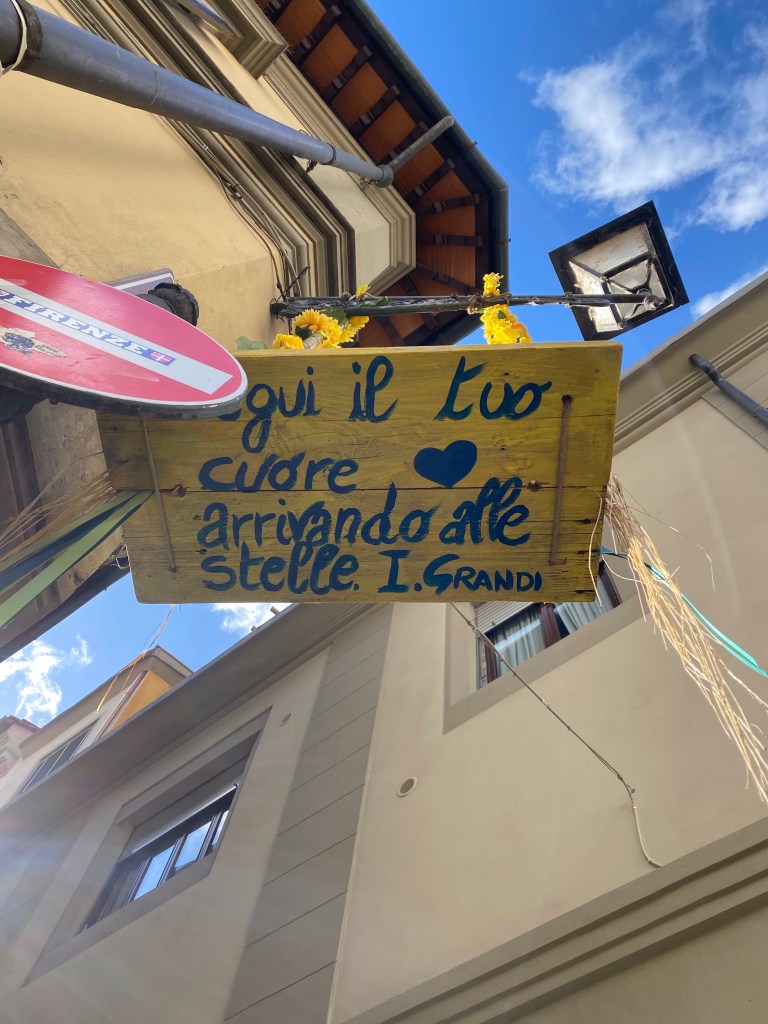 FIRENZE
egui il tuo
cuore
arrivando alle
stelle. I. GRANDI